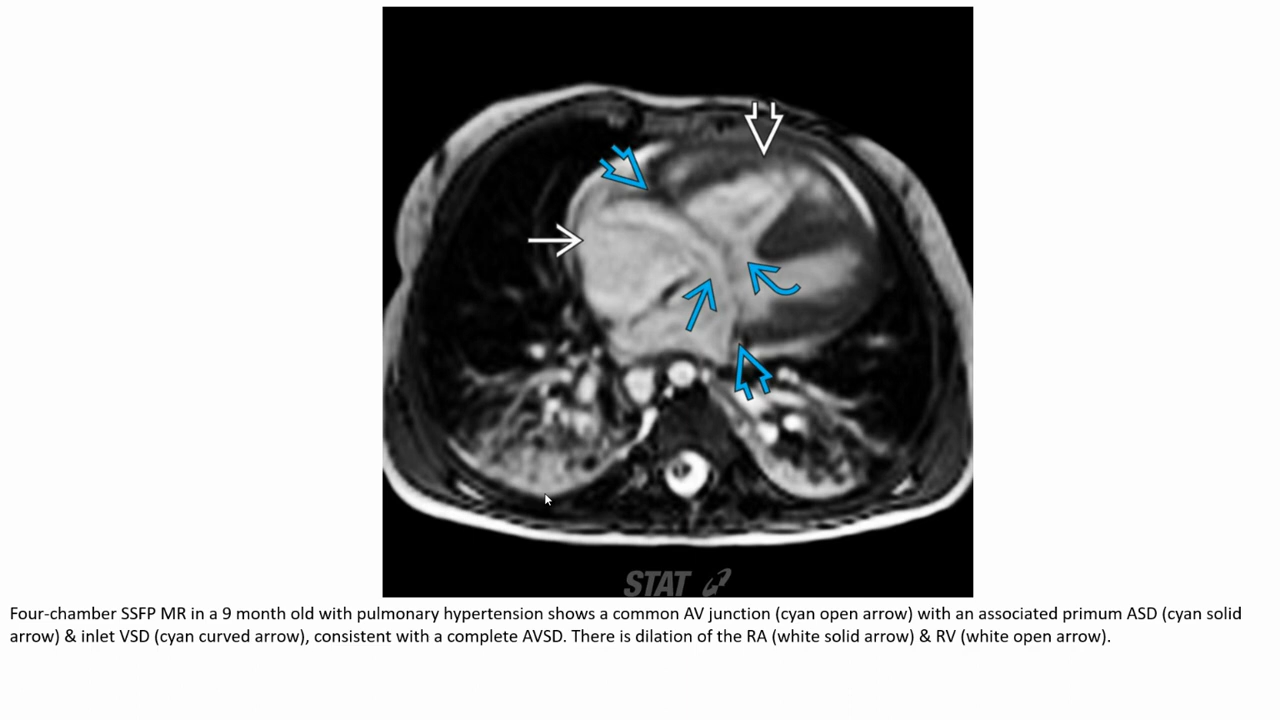 STAT
Four-chamber SSFP MR in a 9 month old with pulmonary hypertension shows a common AV junction (cyan open arrow) with an associated primum ASD (cyan solid
arrow) & inlet VSD (cyan curved arrow), consistent with a complete AVSD. There is dilation of the RA (white solid arrow) & RV (white open arrow).